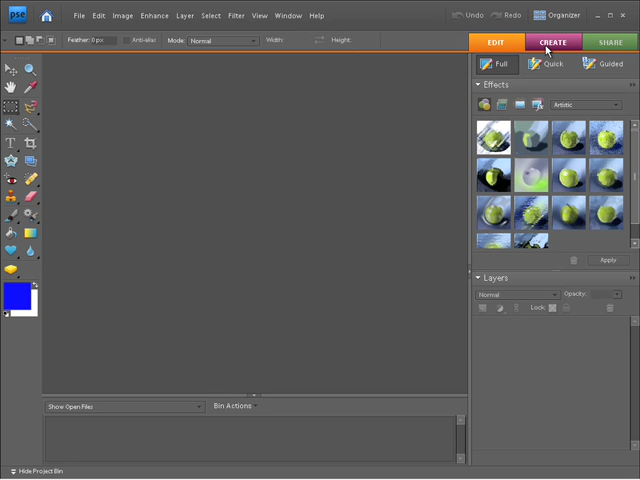 pse File Edit Image Enhance Layer Select Filter View Window Help Undo Redo Organizer
Feather: 0 px Anti-alias Mode: Normal Width: Height: EDIT CREATE SHARE
Full Quick Guided
Effects
Artistic
Apply
Layers
Normal Opacity:
Lock:
Show Open Files Bin Actions
Hide Project Bin